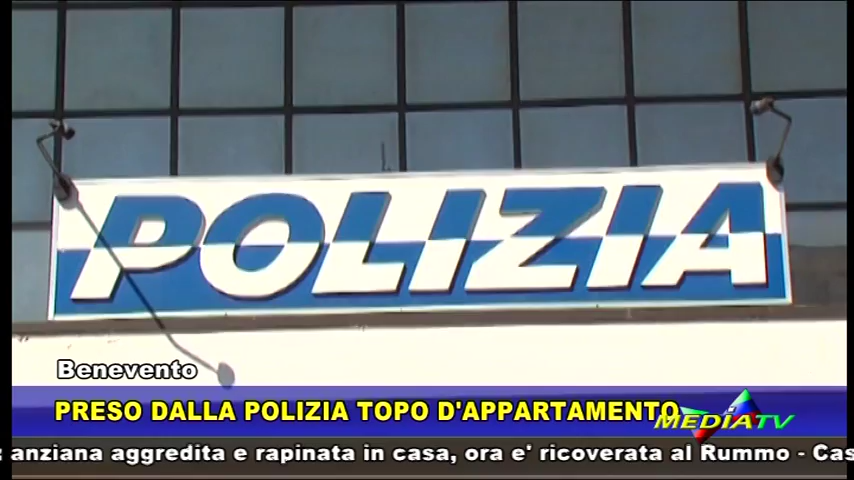 POLIZIA
Benevento
PRESO DALLA POLIZIA TOPO D'APPARTAMENTO
MEDIATV
: anziana aggredita e rapinata in casa, ora e' ricoverata al Rummo - Cas